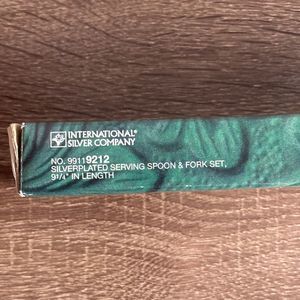 INTERNATIONAL®
SILVER COMPANY
NO. 99119212
SILVERPLATED SERVING SPOON & FORK SET,
9¼" IN LENGTH